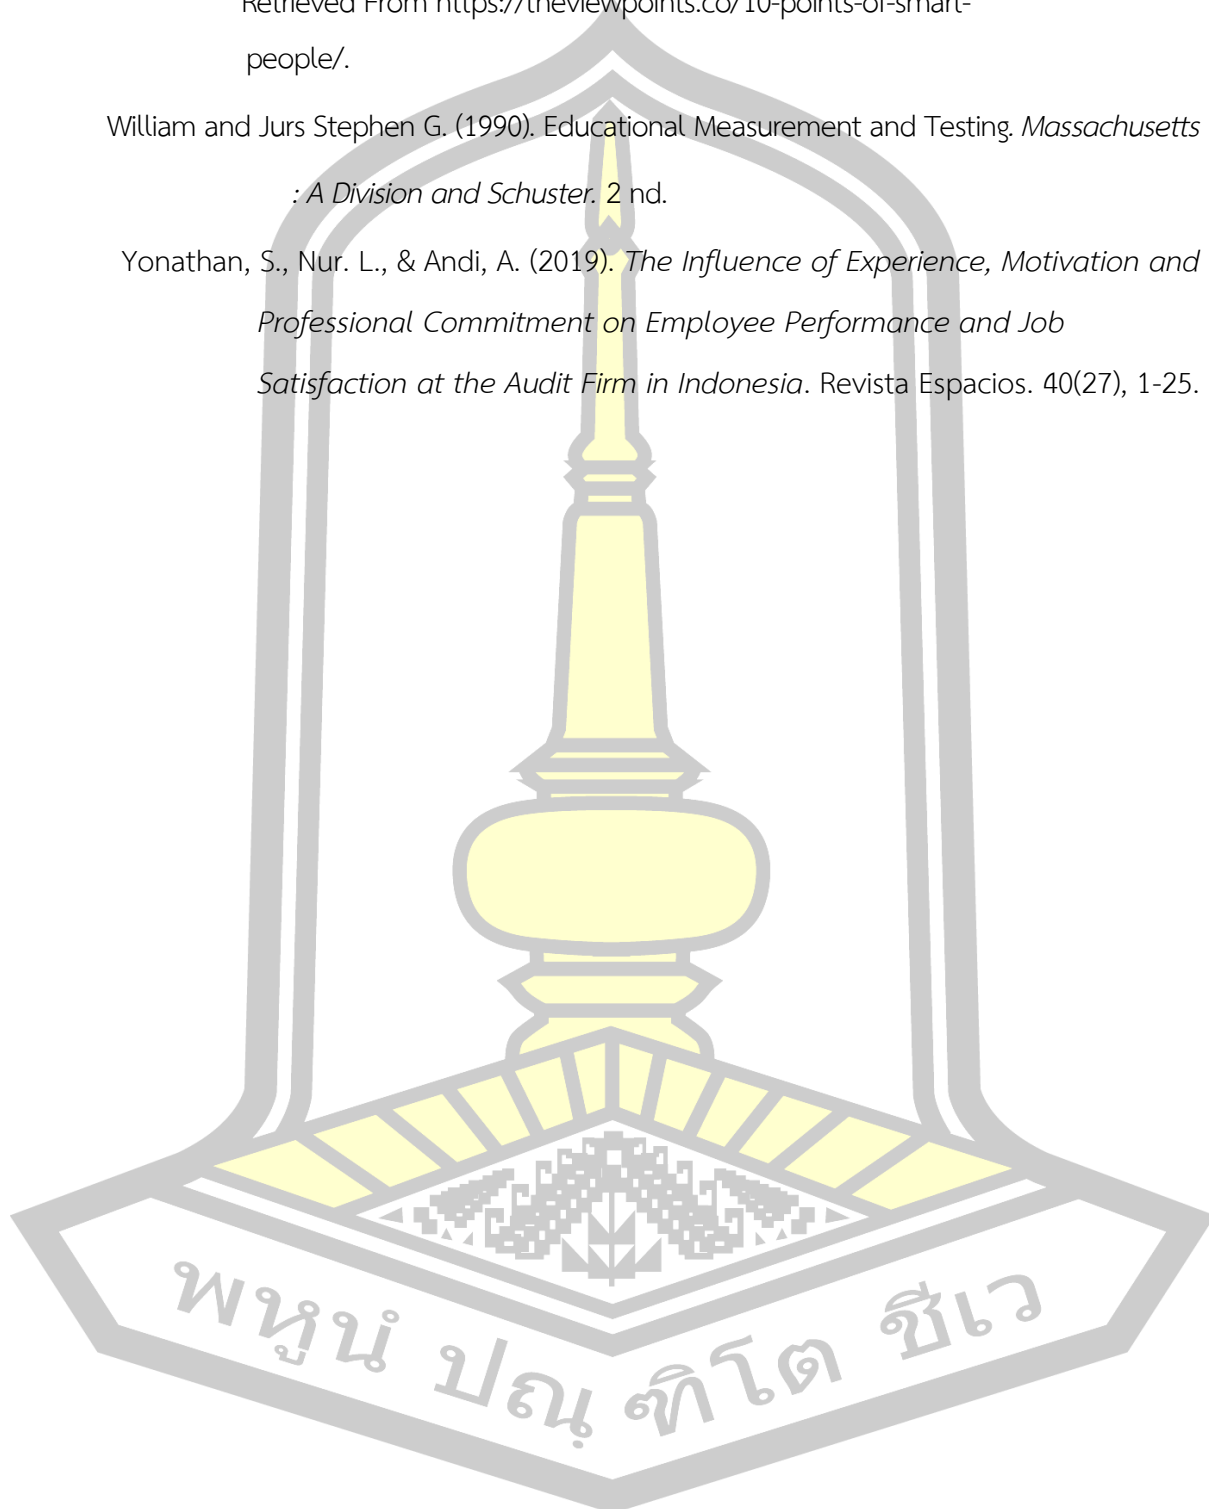 Retrieved From https://theviewpoints.co/10-points-of-smart-
people/.
William and Jurs Stephen G. (1990). Educational Measurement and Testing. Massachusetts
: A Division and Schuster. 2 nd.
Yonathan, S., Nur. L., & Andi, A. (2019). The Influence of Experience, Motivation and
Professional Commitment on Employee Performance and Job
Satisfaction at the Audit Firm in Indonesia. Revista Espacios. 40(27), 1-25.
พหูนํ ปณฺ ฑิโต ชีเว